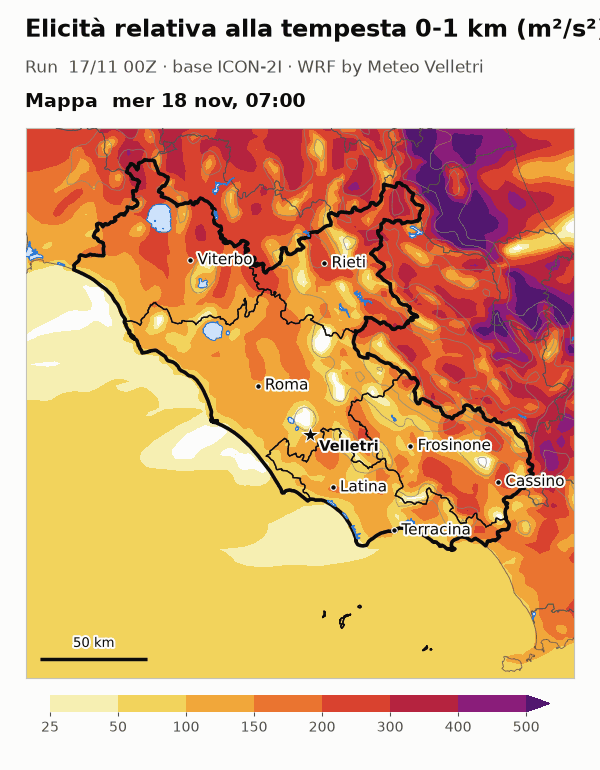 Elicità relativa alla tempesta 0-1 km (m²/s²)
Run 17/11 00Z · base ICON-2I · WRF by Meteo Velletri
Mappa mer 18 nov, 07:00
Viterbo
Rieti
Roma
Velletri
Frosinone
Latina
Cassino
Terracina
50 km
25 50 100 150 200 300 400 500